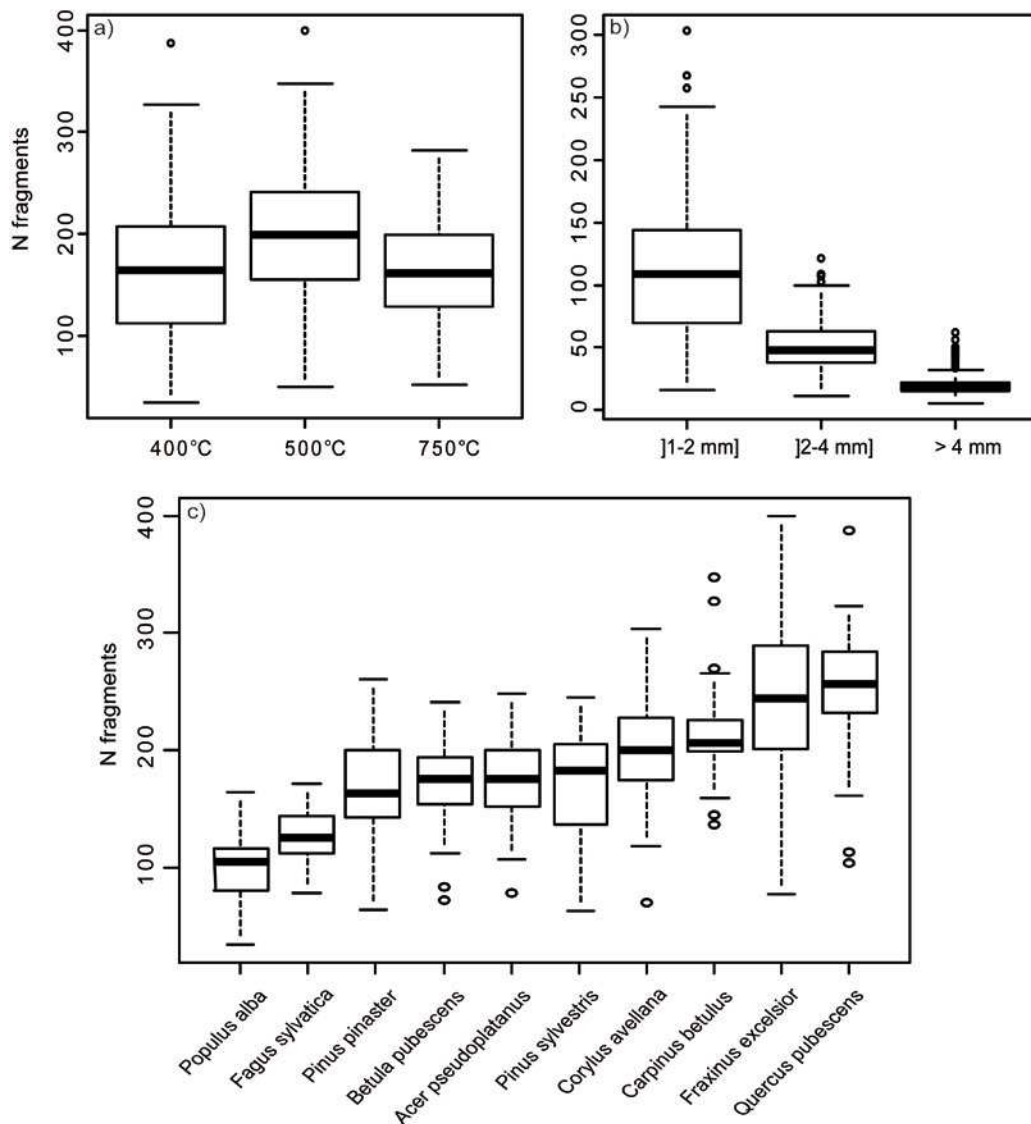 a)
N fragments
400
300
200
100
400°C 500°C 750°C
b)
300
250
200
150
100
50
0
]1-2 mm] ]2-4 mm] > 4 mm
c)
N fragments
400
300
200
100
Populus alba
Fagus sylvatica
Pinus pinaster
Betula pubescens
Acer pseudoplatanus
Pinus sylvestris
Corylus avellana
Carpinus betulus
Fraxinus excelsior
Quercus pubescens